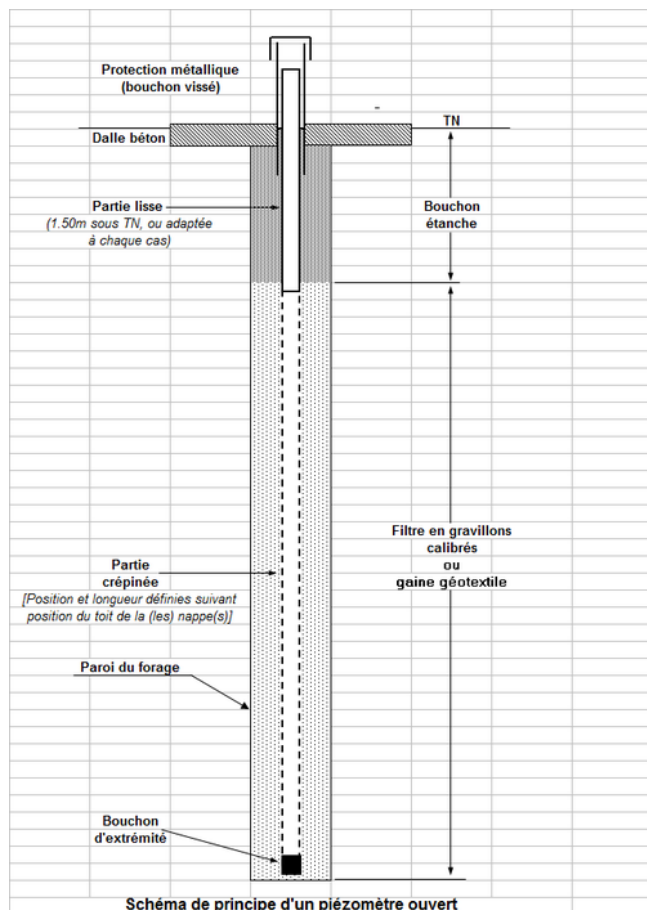 Protection métallique
(bouchon vissé)
TN
Dalle béton
Partie lisse
(1.50m sous TN, ou adaptée
à chaque cas)
Bouchon
étanche
Filtre en gravillons
calibrés
ou
gaine géotextile
Partie
crépinée
[Position et longueur définies suivant
position du toit de la (les) nappe(s)]
Paroi du forage
Bouchon
d'extrémité
Schéma de principe d'un piézomètre ouvert